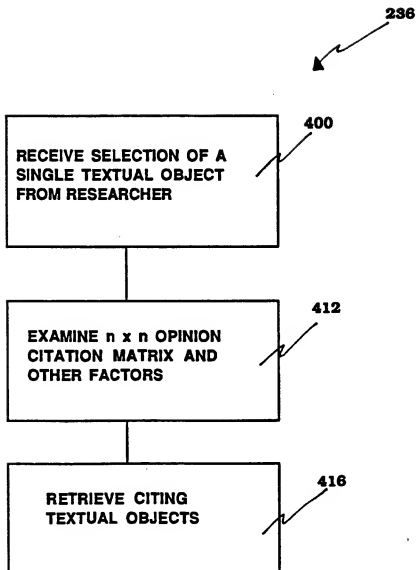 236
400
RECEIVE SELECTION OF A
SINGLE TEXTUAL OBJECT
FROM RESEARCHER
412
EXAMINE n x n OPINION
CITATION MATRIX AND
OTHER FACTORS
416
RETRIEVE CITING
TEXTUAL OBJECTS